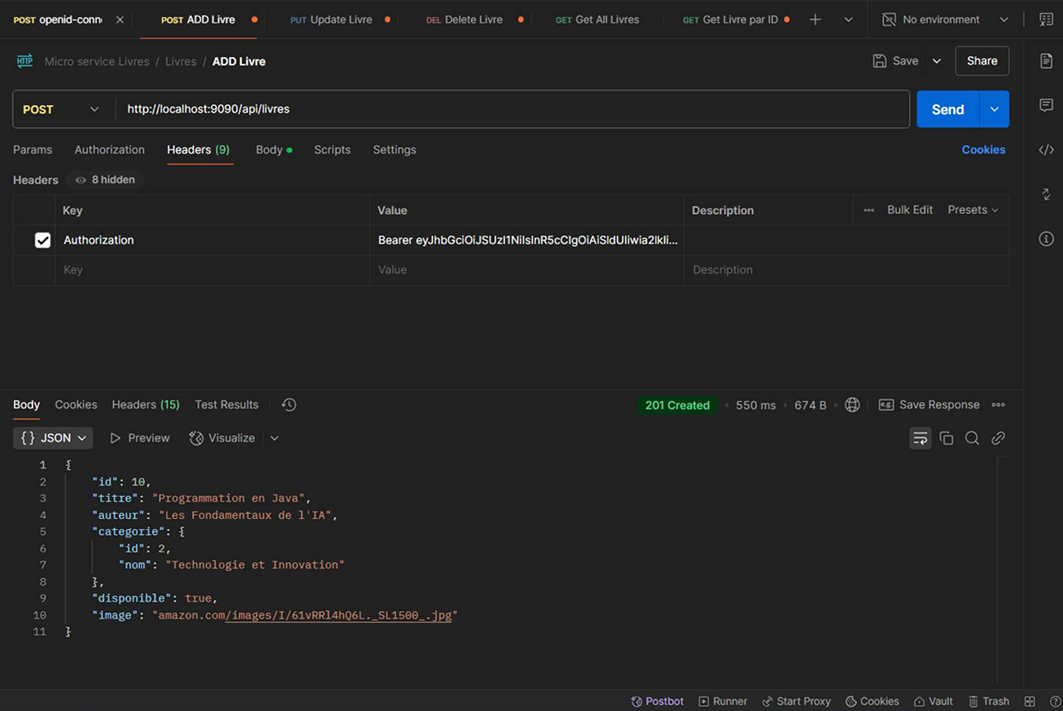 POST openid-conn POST ADD Livre PUT Update Livre DEL Delete Livre GET Get All Livres GET Get Livre par ID No environment
HTTP Micro service Livres / Livres / ADD Livre Save Share
POST http://localhost:9090/api/livres Send
Params Authorization Headers (9) Body Scripts Settings Cookies
Headers 8 hidden
Key Value Description Bulk Edit Presets
Authorization Bearer eyJhbGciOiJSUzI1NiIsInR5cCIgOiAiSldUIiwia2lkIi...
Key Value Description
Body Cookies Headers (15) Test Results 201 Created 550 ms 674 B Save Response
{} JSON Preview Visualize
1 {
2 "id": 10,
3 "titre": "Programmation en Java",
4 "auteur": "Les Fondamentaux de l'IA",
5 "categorie": {
6 "id": 2,
7 "nom": "Technologie et Innovation"
8 },
9 "disponible": true,
10 "image": "amazon.com/images/I/61vRRl4hQ6L._SL1500_.jpg"
11 }
Postbot Runner Start Proxy Cookies Vault Trash